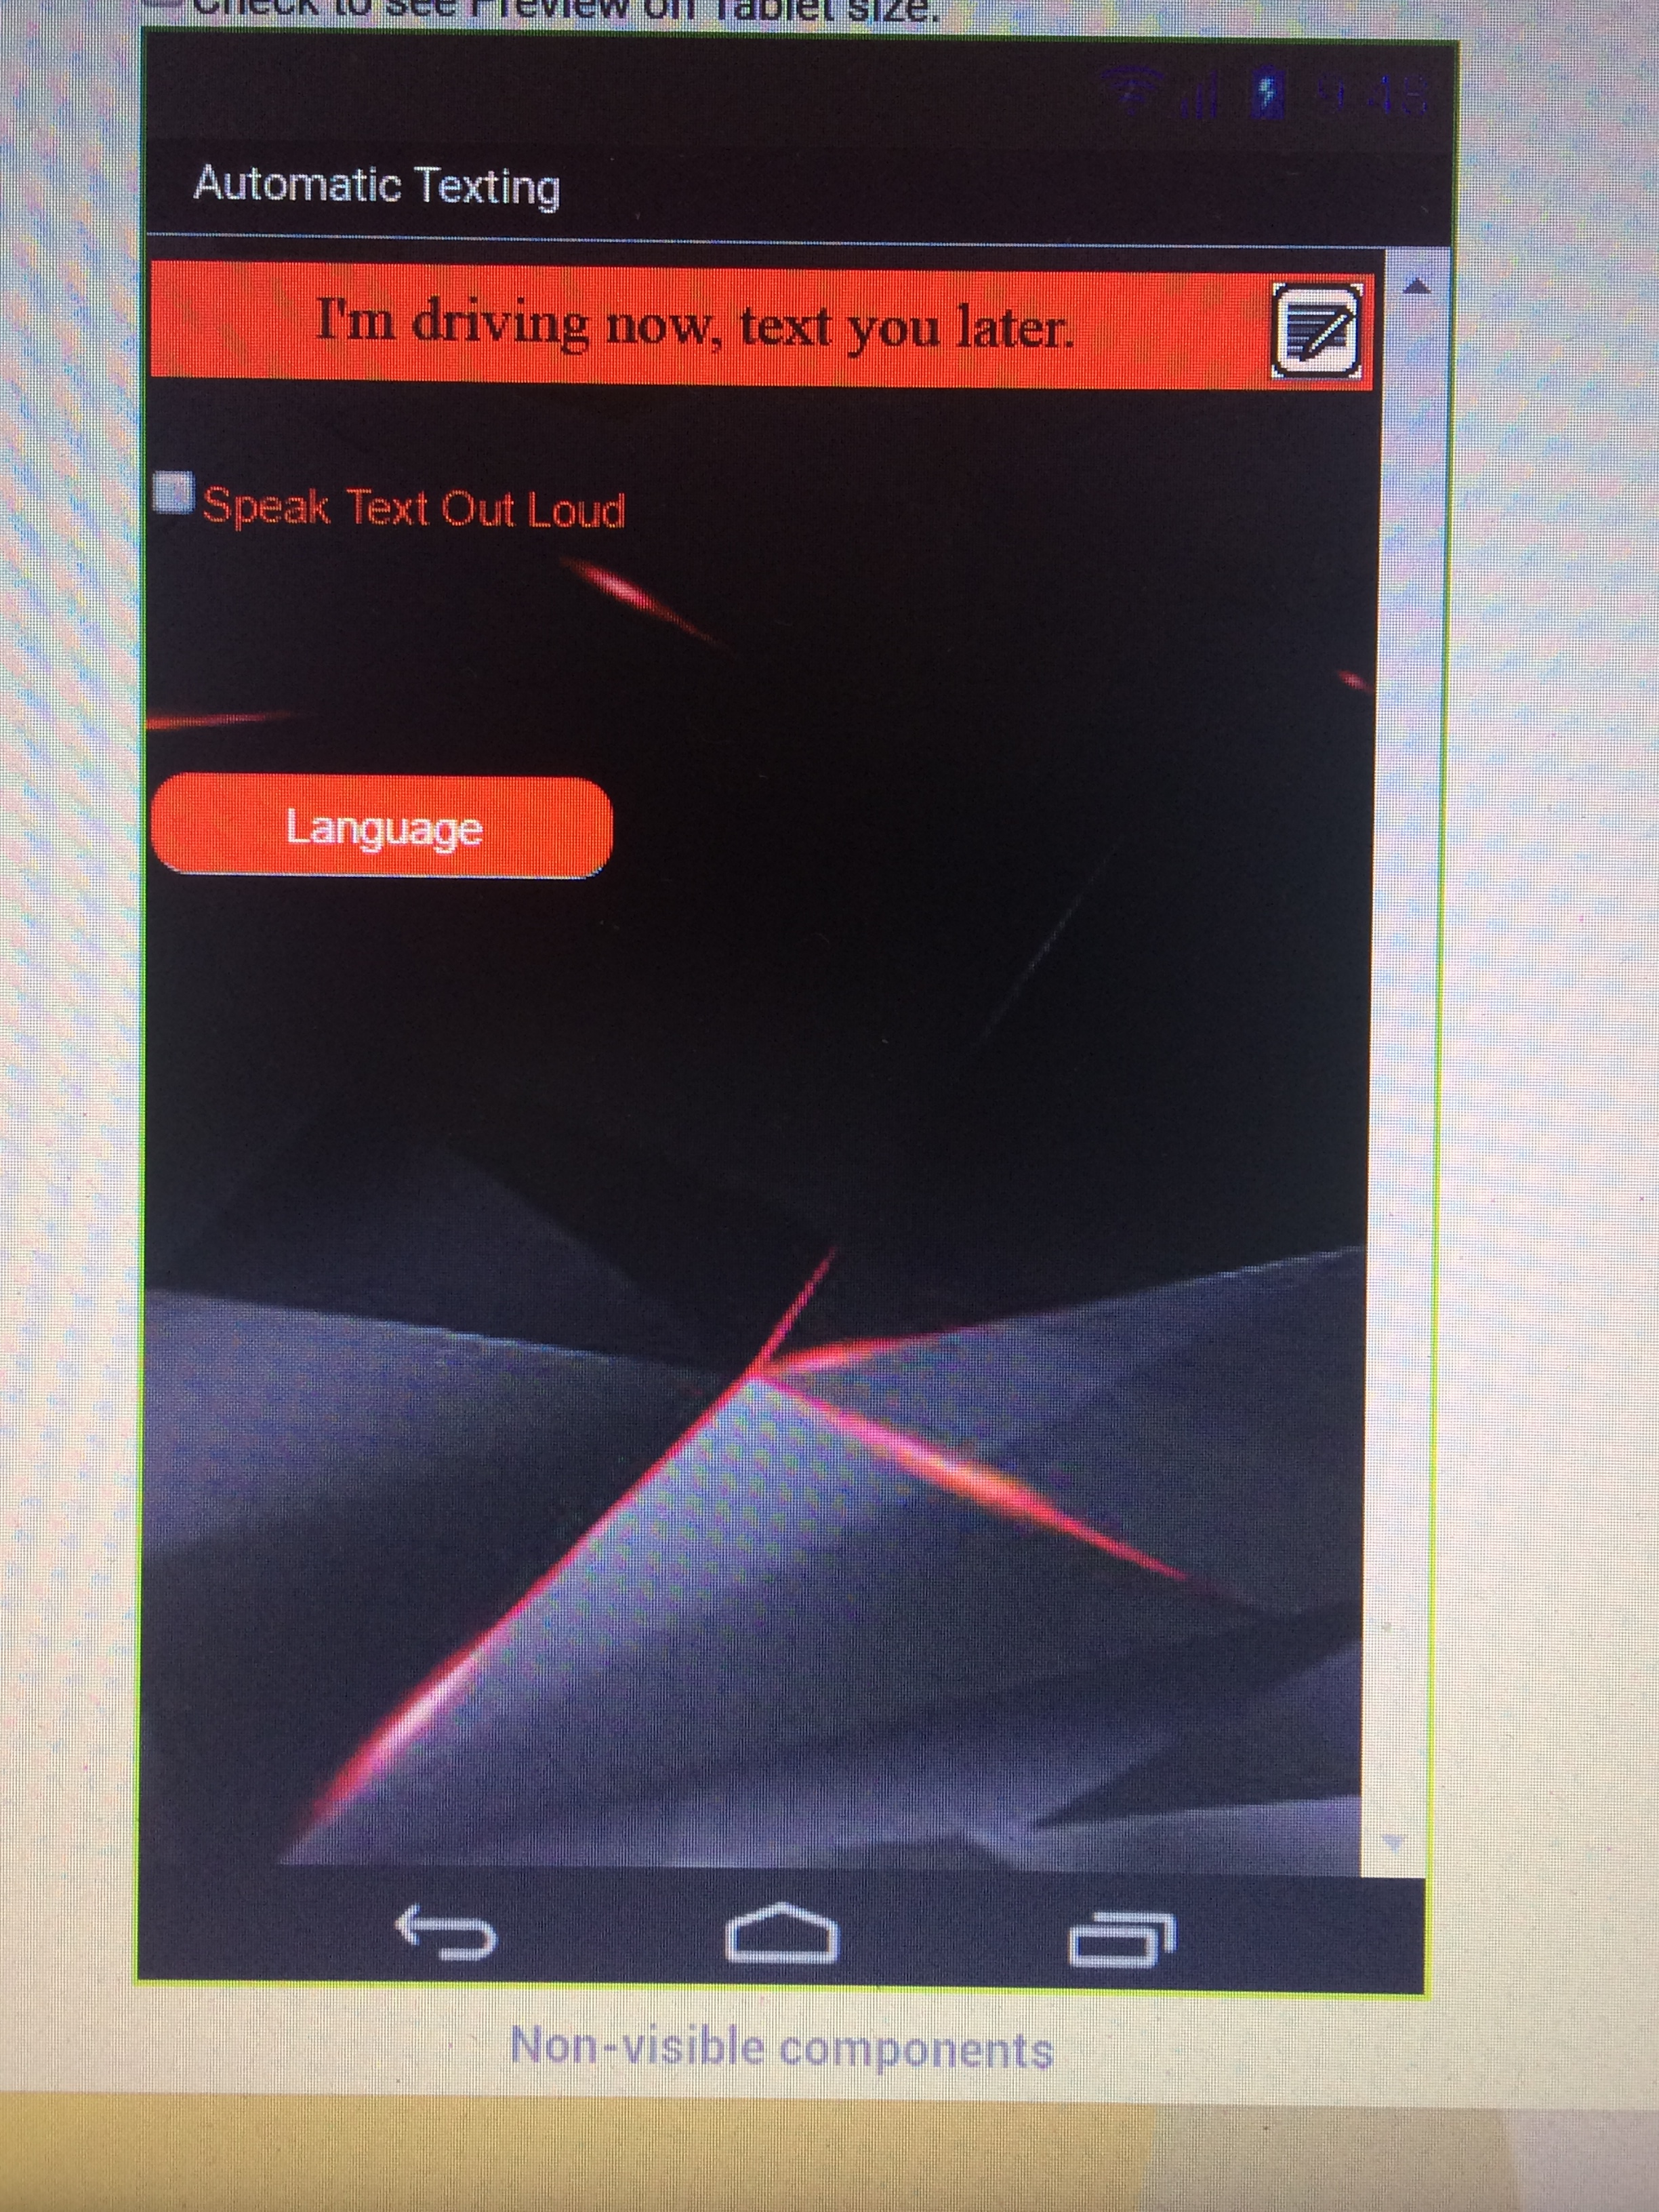 Check to see Preview on Tablet size.
9:48
Automatic Texting
I'm driving now, text you later.
Speak Text Out Loud
Language
Non-visible components